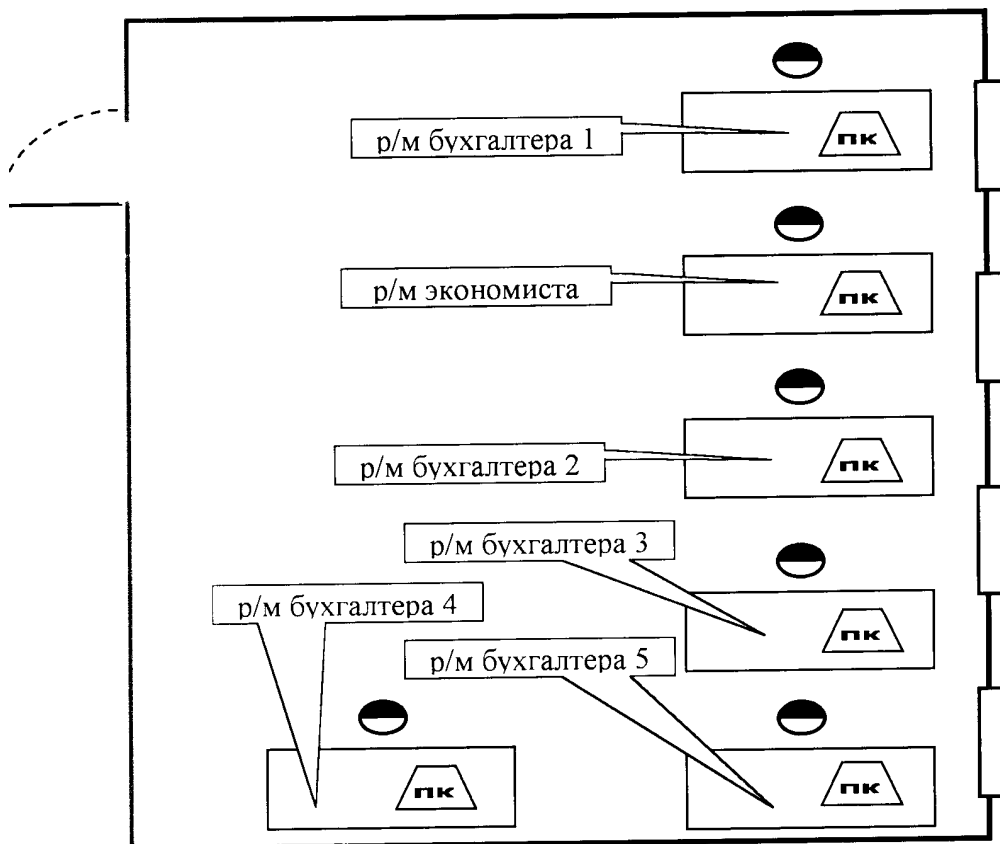 р/м бухгалтера 1
пк
р/м экономиста
пк
р/м бухгалтера 2
пк
р/м бухгалтера 3
р/м бухгалтера 4
пк
р/м бухгалтера 5
пк
пк